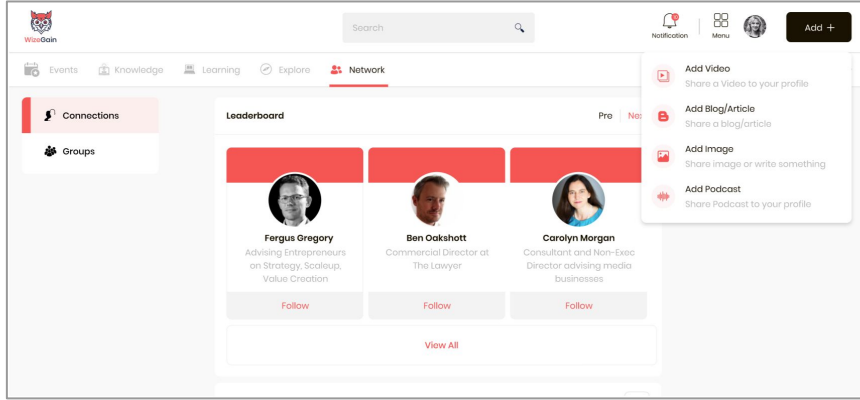 WizeGain
Search
Notification
Menu
Add +
Events
Knowledge
Learning
Explore
Network
Add Video
Share a Video to your profile
Add Blog/Article
Share a blog/article
Add Image
Share image or write something
Add Podcast
Share Podcast to your profile
Connections
Groups
Leaderboard
Pre
Fergus Gregory
Advising Entrepreneurs
on Strategy, Scaleup,
Value Creation
Follow
Ben Oakshott
Commercial Director at
The Lawyer
Follow
Carolyn Morgan
Consultant and Non-Exec
Director advising media
businesses
Follow
View All